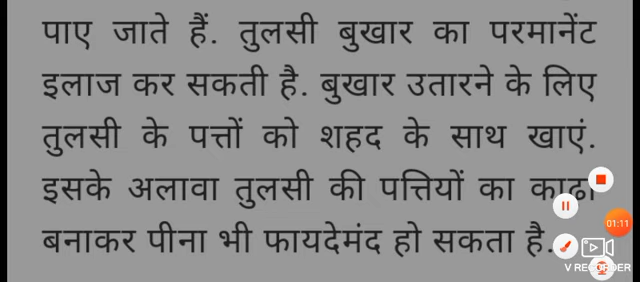 पाए जाते हैं. तुलसी बुखार का परमानेंट
इलाज कर सकती है. बुखार उतारने के लिए
तुलसी के पत्तों को शहद के साथ खाएं.
इसके अलावा तुलसी की पत्तियों का काढ़ा
बनाकर पीना भी फायदेमंद हो सकता है.
01:11
V RECORDER